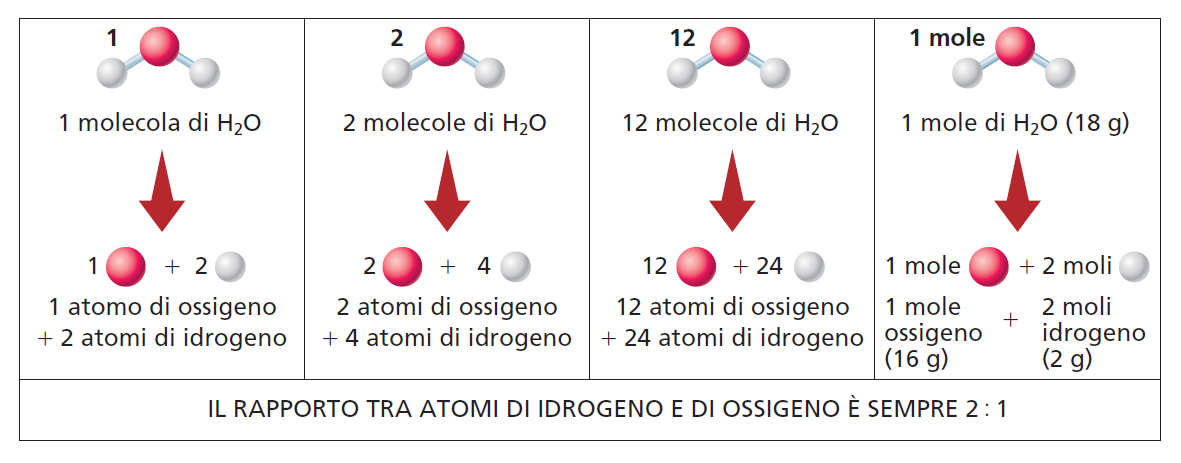 1
1 molecola di H₂O
1 + 2
1 atomo di ossigeno
+ 2 atomi di idrogeno
2
2 molecole di H₂O
2 + 4
2 atomi di ossigeno
+ 4 atomi di idrogeno
12
12 molecole di H₂O
12 + 24
12 atomi di ossigeno
+ 24 atomi di idrogeno
1 mole
1 mole di H₂O (18 g)
1 mole + 2 moli
1 mole ossigeno (16 g) + 2 moli idrogeno (2 g)
IL RAPPORTO TRA ATOMI DI IDROGENO E DI OSSIGENO È SEMPRE 2 : 1